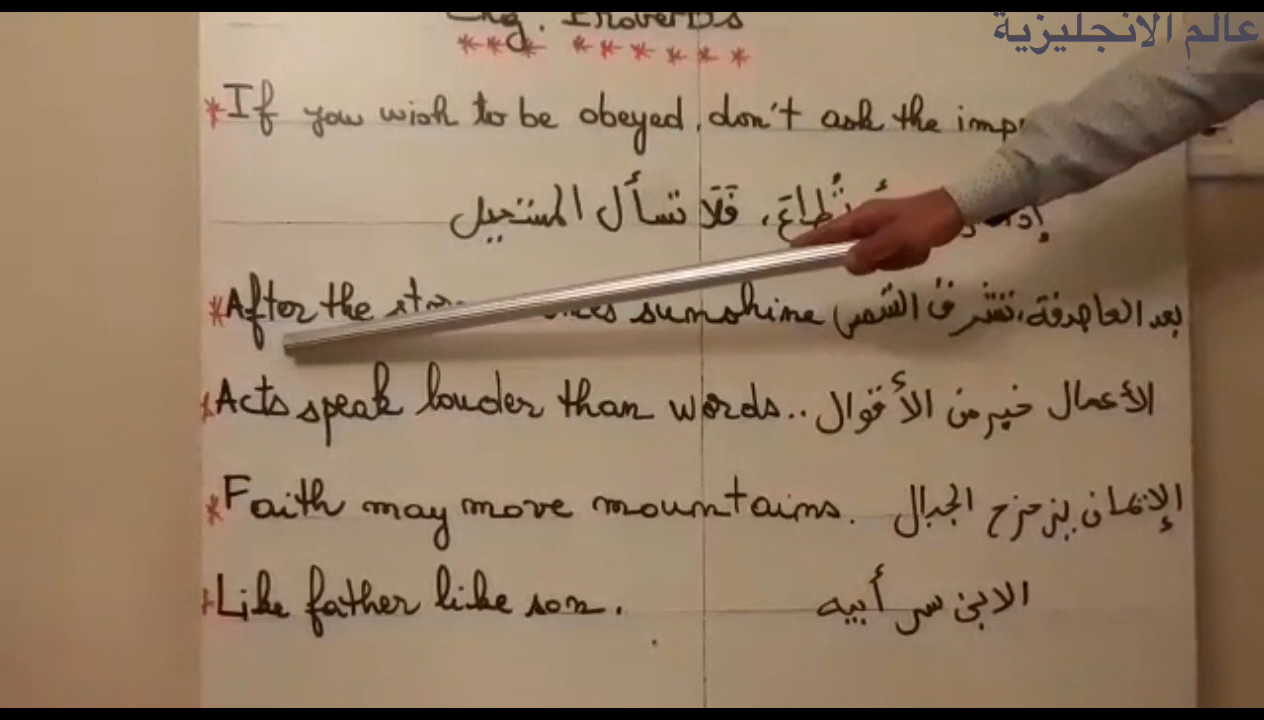 عالم الانجليزية
Eng. Proverbs
* If you wish to be obeyed, don't ask the
تُطاعَ، فَلَا تسأل المستحيل
* After the sunshine بعد العاصفة، تشرق الشمس
* Acts speak louder than words.. الأعمال خير من الأقوال
* Faith may move mountains. الإيمان يزحزح الجبال
* Like father like son. الابن سر أبيه